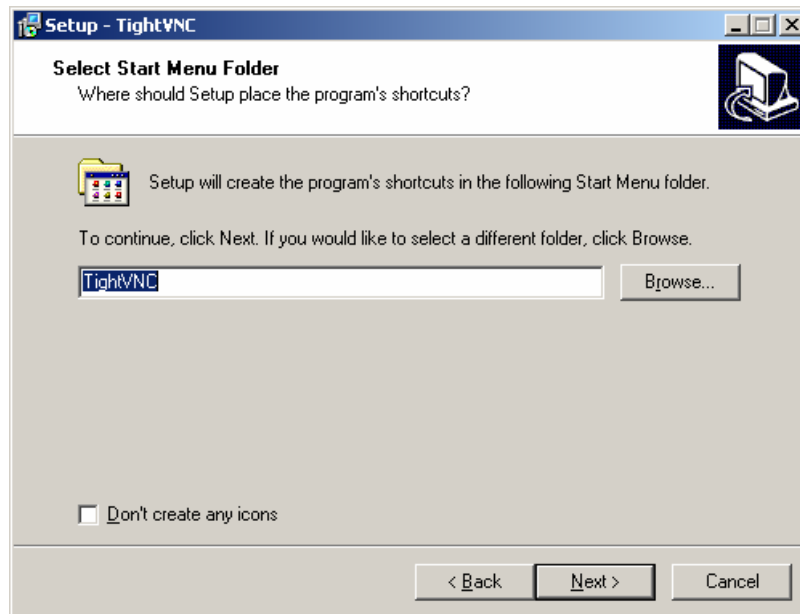 Setup - TightVNC
Select Start Menu Folder
Where should Setup place the program's shortcuts?
Setup will create the program's shortcuts in the following Start Menu folder.
To continue, click Next. If you would like to select a different folder, click Browse.
TightVNC
Browse...
Don't create any icons
< Back
Next >
Cancel